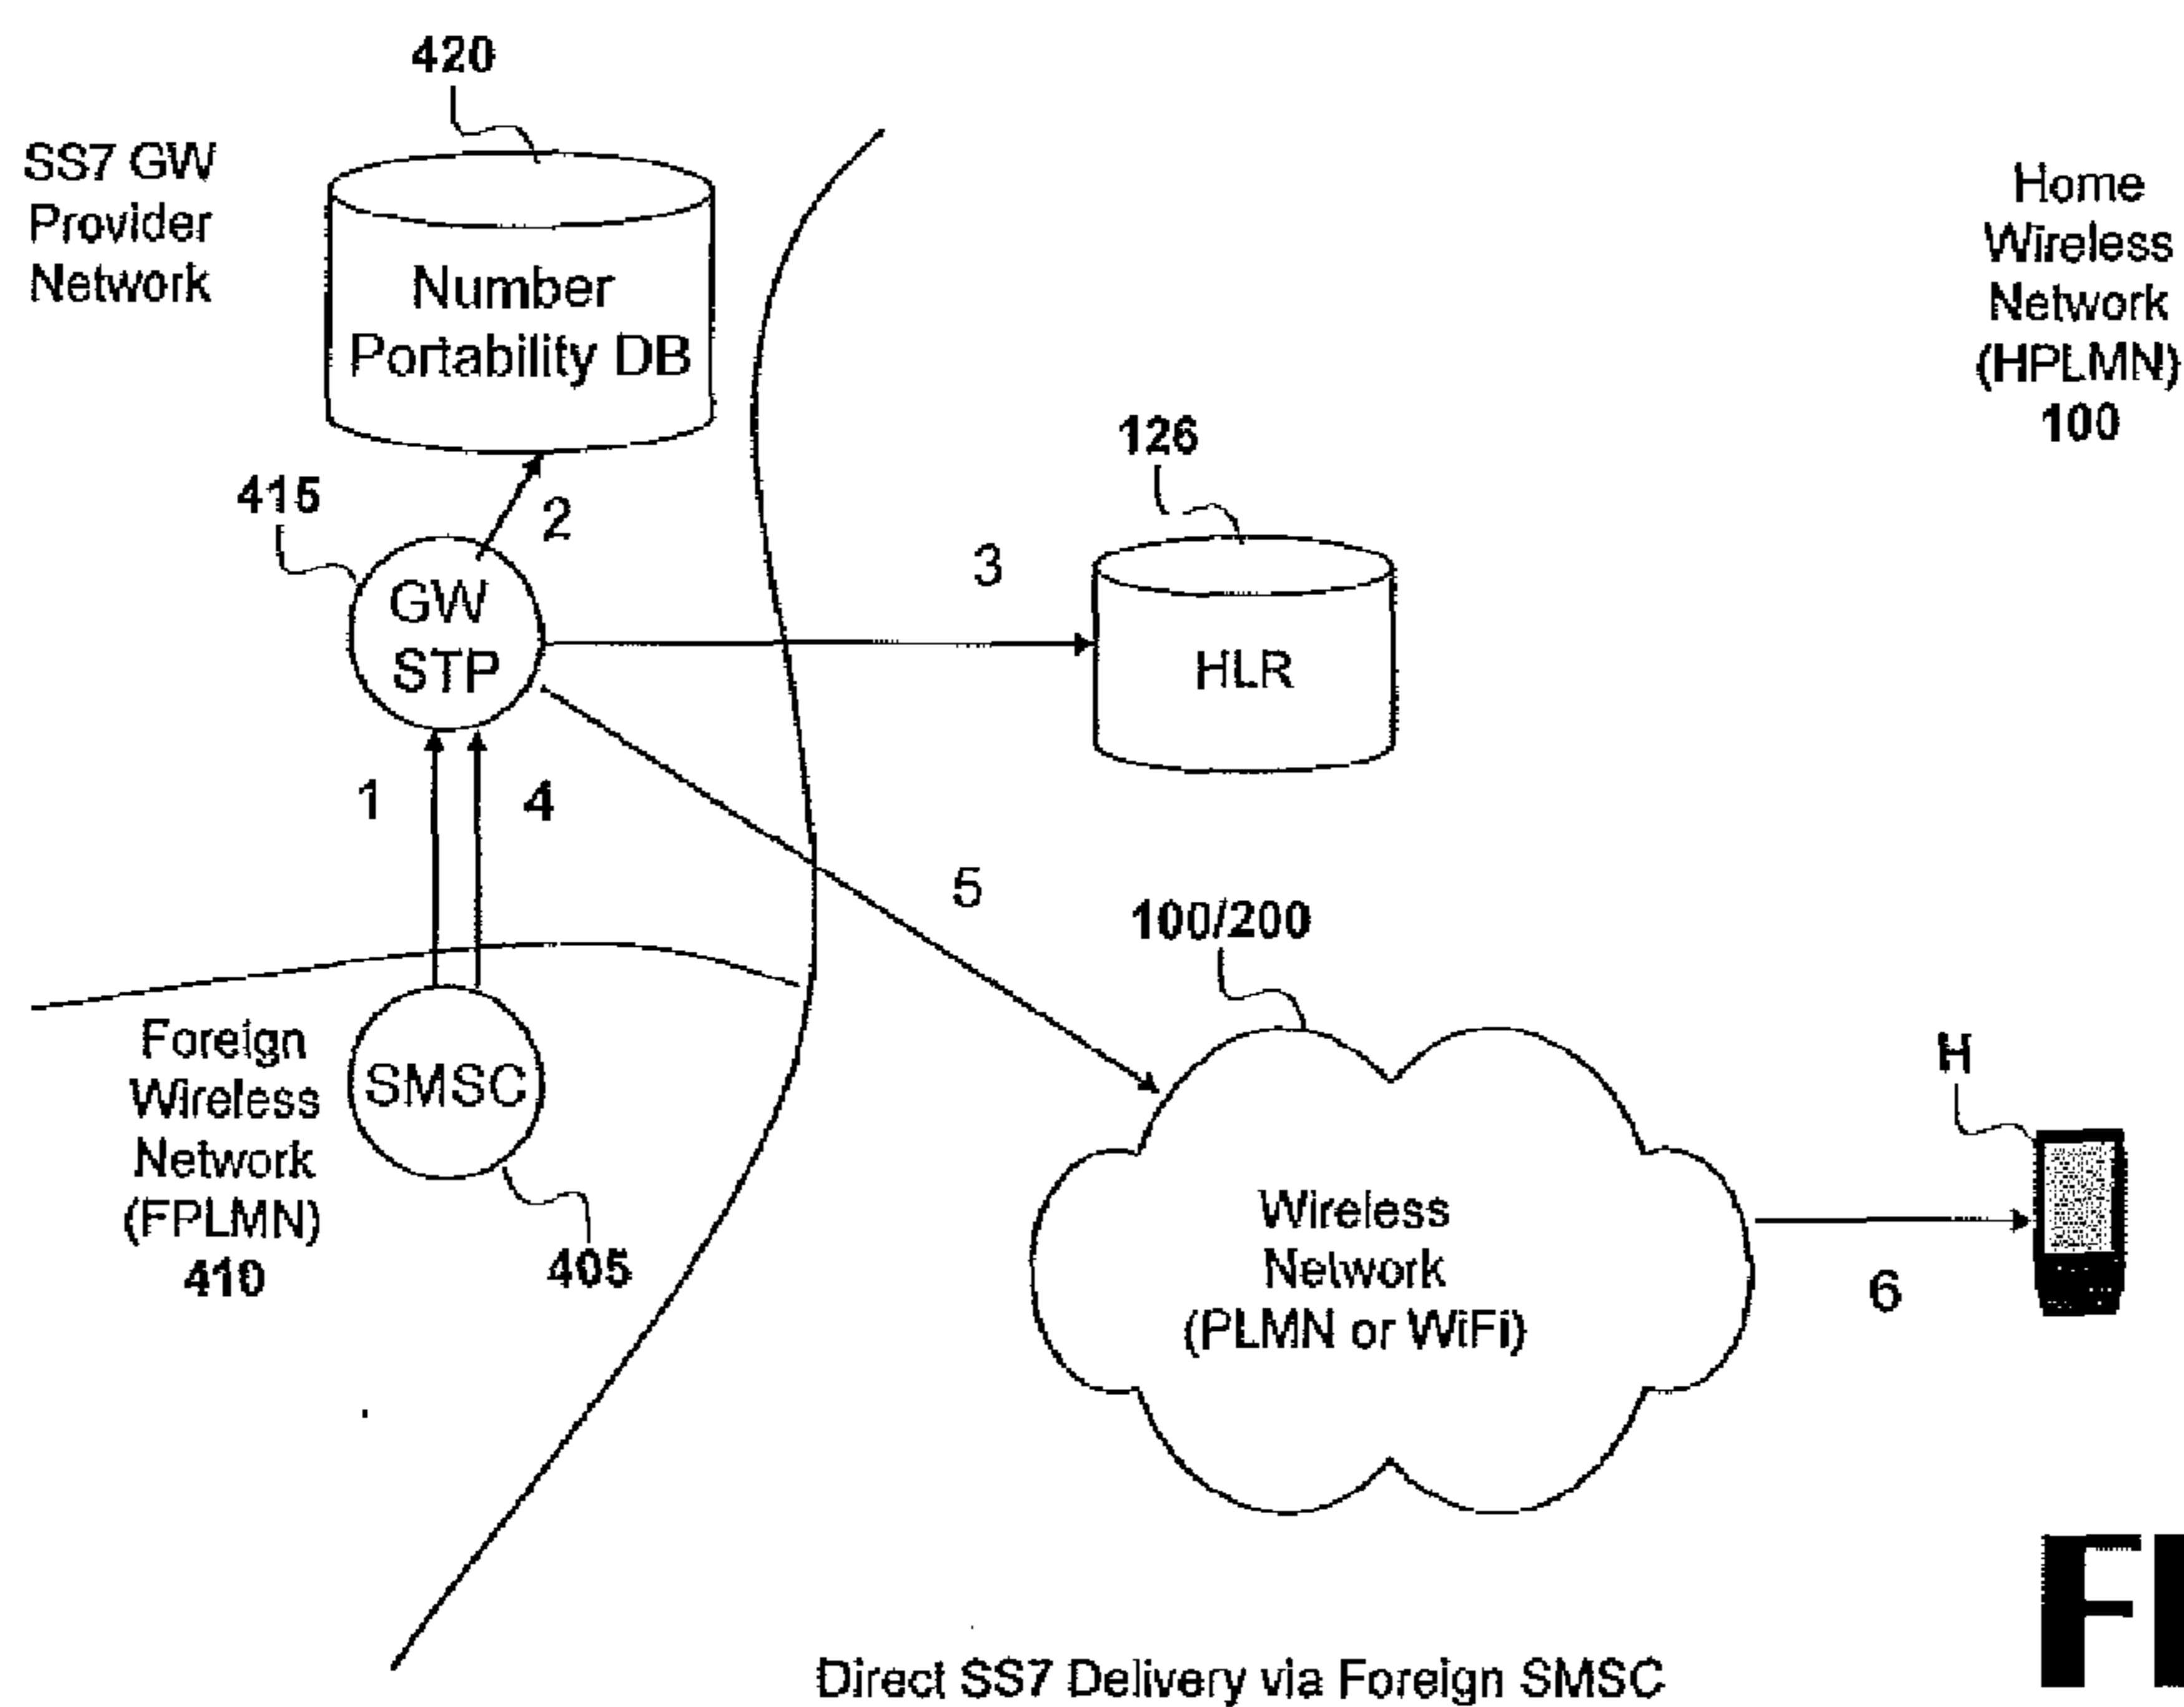 420
SS7 GW
Provider
Network
Number
Portability DB
Home
Wireless
Network
(HPLMN)
100
126
415
2
GW
STP
3
HLR
1
4
5
100/200
Foreign
Wireless
Network
(FPLMN)
410
SMSC
405
H
Wireless
Network
(PLMN or WiFi)
6
Direct SS7 Delivery via Foreign SMSC